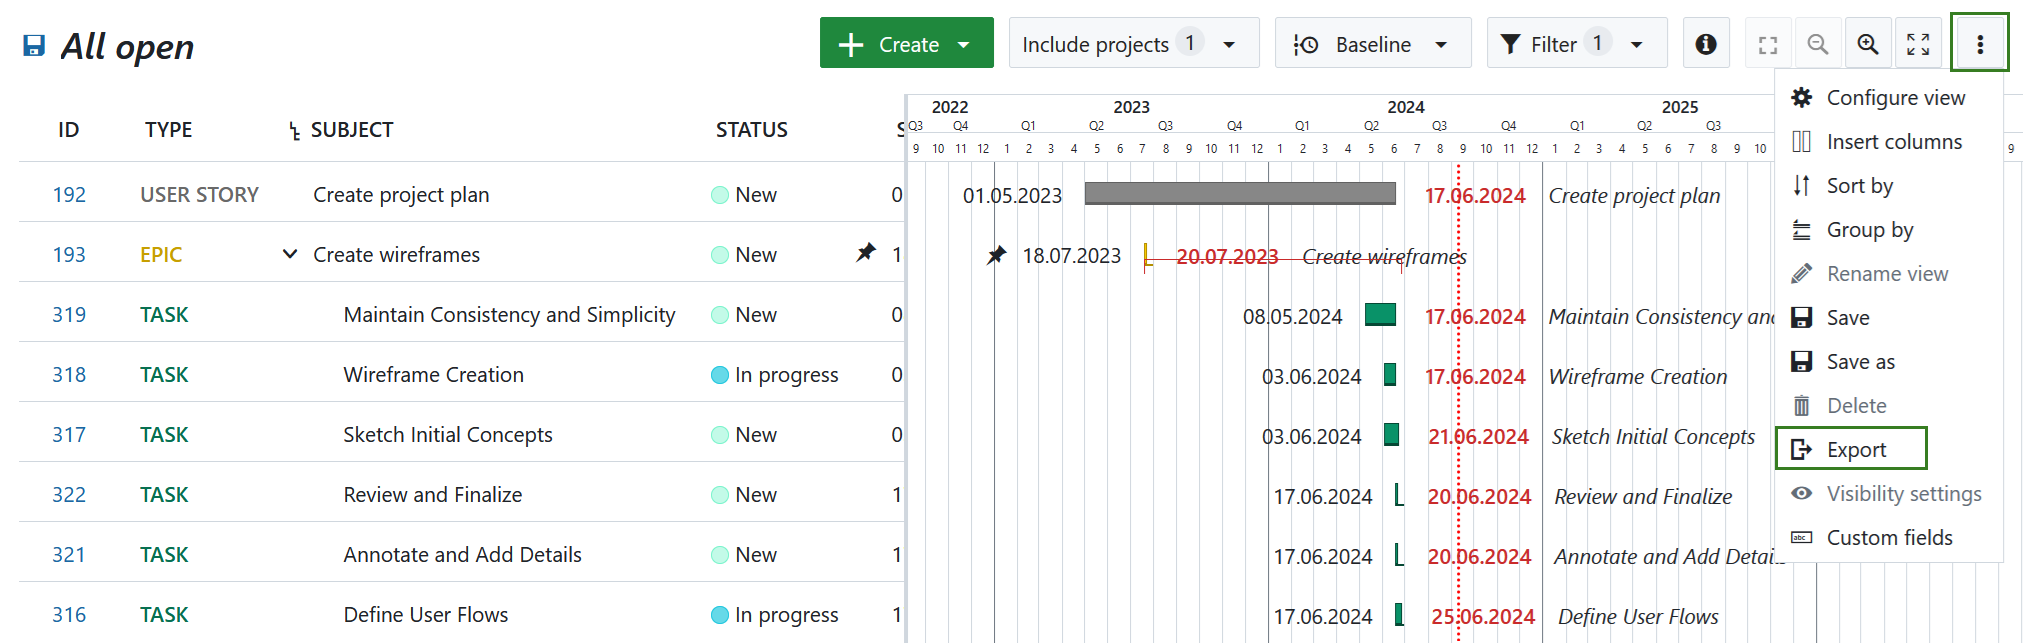 All open
Create
Include projects 1
Baseline
Filter 1
Configure view
Insert columns
Sort by
Group by
Rename view
Save
Save as
Delete
Export
Visibility settings
Custom fields
ID TYPE SUBJECT STATUS S
2022 2023 2024 2025
Q3 Q4 Q1 Q2 Q3 Q4 Q1 Q2 Q3 Q4 Q1 Q2 Q3
9 10 11 12 1 2 3 4 5 6 7 8 9 10 11 12 1 2 3 4 5 6 7 8 9 10 11 12 1 2 3 4 5 6 7 8 9 10 9
192 USER STORY Create project plan New 0 01.05.2023 17.06.2024 Create project plan
193 EPIC Create wireframes New 1 18.07.2023 20.07.2023 Create wireframes
319 TASK Maintain Consistency and Simplicity New 0 08.05.2024 17.06.2024 Maintain Consistency and
318 TASK Wireframe Creation In progress 0 03.06.2024 17.06.2024 Wireframe Creation
317 TASK Sketch Initial Concepts New 0 03.06.2024 21.06.2024 Sketch Initial Concepts
322 TASK Review and Finalize New 1 17.06.2024 20.06.2024 Review and Finalize
321 TASK Annotate and Add Details New 1 17.06.2024 20.06.2024 Annotate and Add Details
316 TASK Define User Flows In progress 1 17.06.2024 25.06.2024 Define User Flows